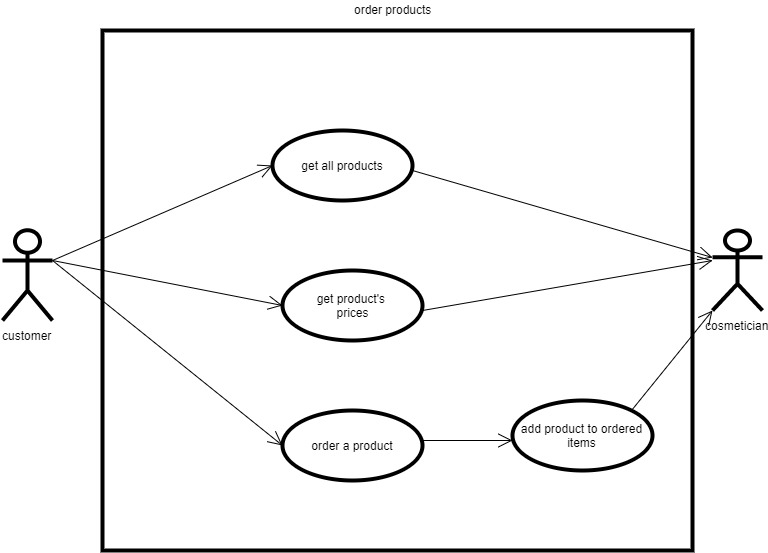 order products
get all products
get product's
prices
customer
cosmetician
order a product
add product to ordered
items